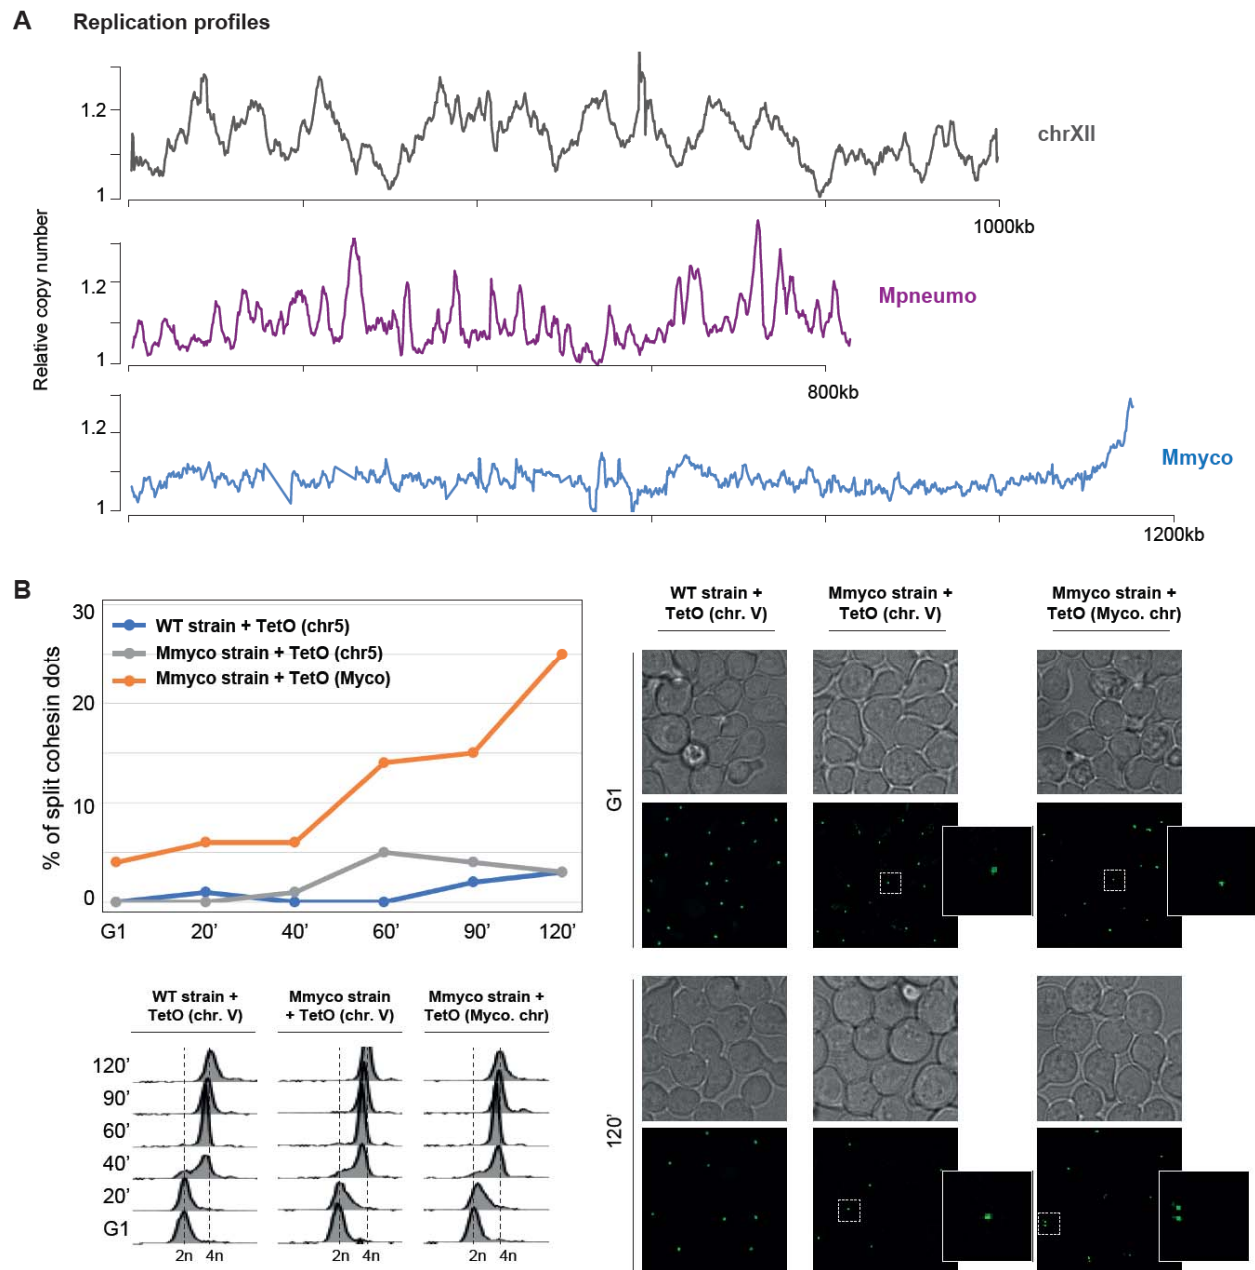 A Replication profiles
Relative copy number
1.2
1
chrXII
1000kb
1.2
1
Mpneumo
800kb
1.2
1
Mmyco
1200kb
B
% of split cohesin dots
30
20
10
0
WT strain + TetO (chr5)
Mmyco strain + TetO (chr5)
Mmyco strain + TetO (Myco)
G1 20’ 40’ 60’ 90’ 120’
WT strain +
TetO (chr. V)
Mmyco strain
+ TetO (chr. V)
Mmyco strain +
TetO (Myco. chr)
120’
90’
60’
40’
20’
G1
2n 4n 2n 4n 2n 4n
WT strain +
TetO (chr. V)
Mmyco strain +
TetO (chr. V)
Mmyco strain +
TetO (Myco. chr)
G1
120’